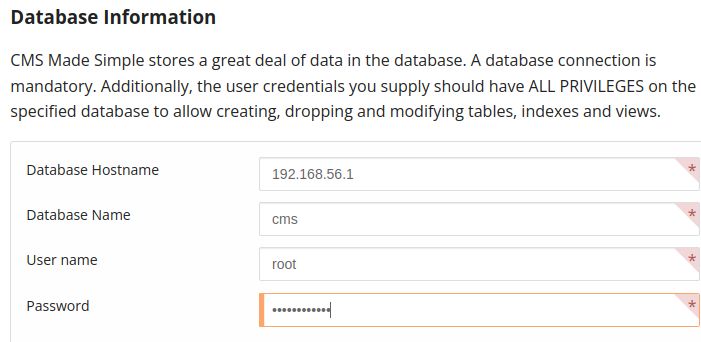 Database Information
CMS Made Simple stores a great deal of data in the database. A database connection is
mandatory. Additionally, the user credentials you supply should have ALL PRIVILEGES on the
specified database to allow creating, dropping and modifying tables, indexes and views.
Database Hostname 192.168.56.1 *
Database Name cms *
User name root *
Password •••••••••••• *